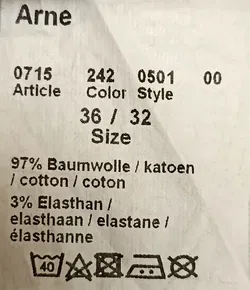 Arne
0715 242 0501 00
Article Color Style
36 / 32
Size
97% Baumwolle / katoen
/ cotton / coton
3% Elasthan /
elasthaan / elastane /
élasthanne
40